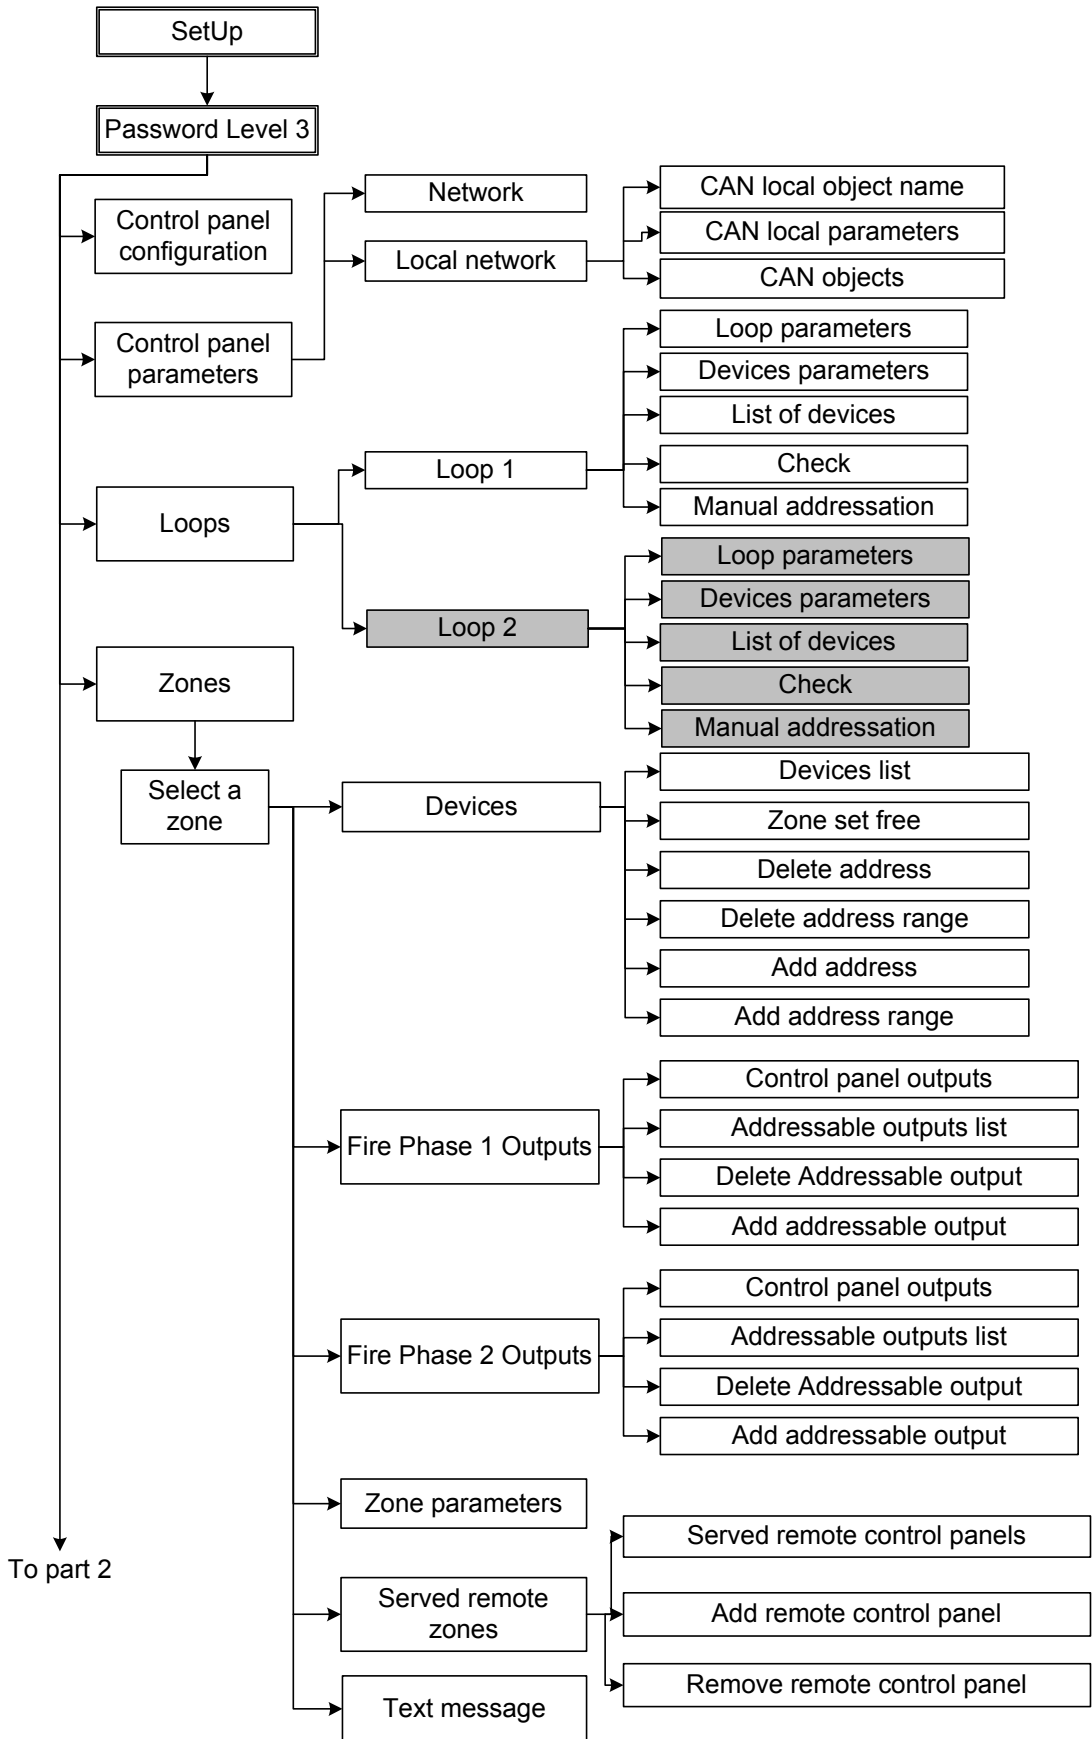 SetUp
Password Level 3
Control panel
configuration
Control panel
parameters
Network
Local network
CAN local object name
CAN local parameters
CAN objects
Loops
Loop 1
Loop parameters
Devices parameters
List of devices
Check
Manual addressation
Loop 2
Loop parameters
Devices parameters
List of devices
Check
Manual addressation
Zones
Select a
zone
Devices
Devices list
Zone set free
Delete address
Delete address range
Add address
Add address range
Fire Phase 1 Outputs
Control panel outputs
Addressable outputs list
Delete Addressable output
Add addressable output
Fire Phase 2 Outputs
Control panel outputs
Addressable outputs list
Delete Addressable output
Add addressable output
Zone parameters
Served remote
zones
Served remote control panels
Add remote control panel
Remove remote control panel
Text message
To part 2